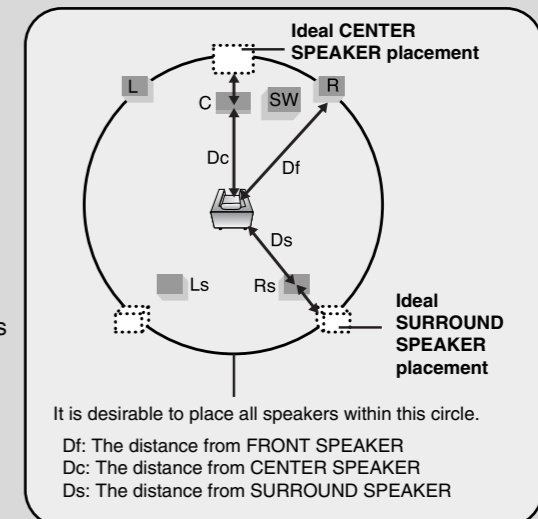 Ideal CENTER
SPEAKER placement
L
R
C
SW
Dc
Df
Ds
Ls
Rs
Ideal
SURROUND
SPEAKER
placement
s
It is desirable to place all speakers within this circle.
Df: The distance from FRONT SPEAKER
Dc: The distance from CENTER SPEAKER
Ds: The distance from SURROUND SPEAKER